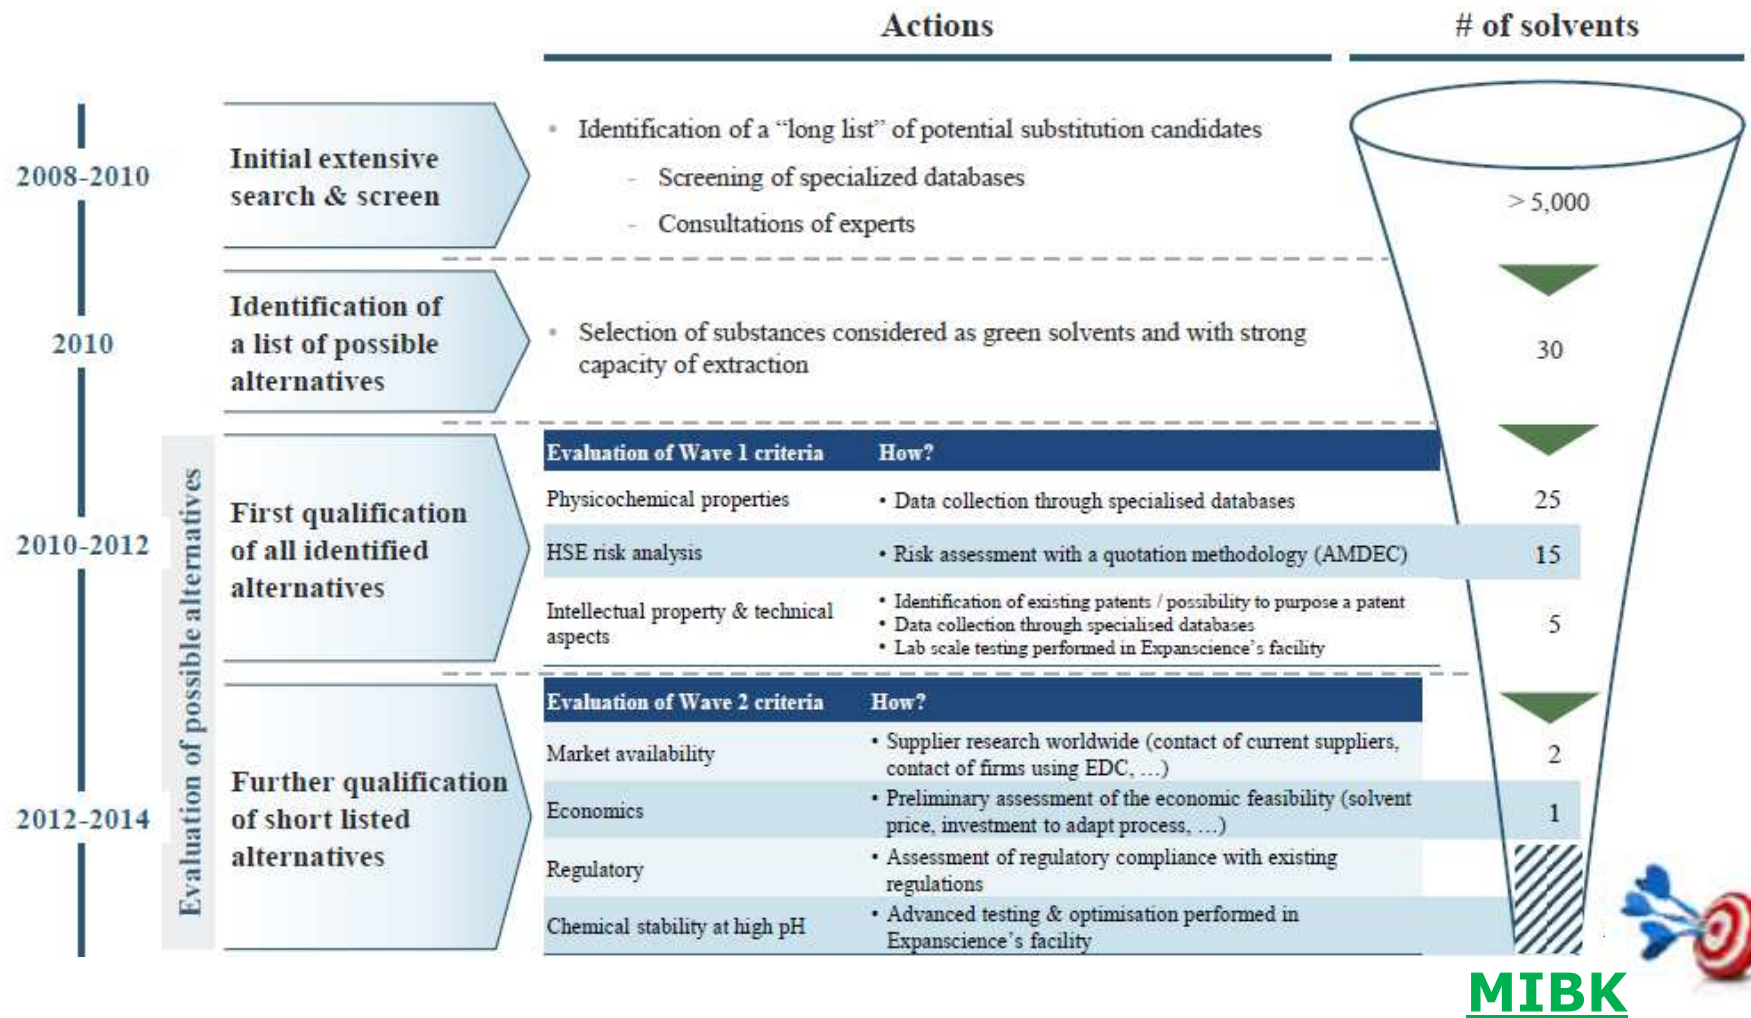 Actions
# of solvents
2008-2010
Initial extensive
search & screen
• Identification of a “long list” of potential substitution candidates
- Screening of specialized databases
- Consultations of experts
> 5,000
2010
Identification of
a list of possible
alternatives
• Selection of substances considered as green solvents and with strong
capacity of extraction
30
Evaluation of possible alternatives
2010-2012
First qualification
of all identified
alternatives
Evaluation of Wave 1 criteria How?
Physicochemical properties • Data collection through specialised databases 25
HSE risk analysis • Risk assessment with a quotation methodology (AMDEC) 15
Intellectual property & technical
aspects
• Identification of existing patents / possibility to purpose a patent
• Data collection through specialised databases
• Lab scale testing performed in Expanscience’s facility
5
2012-2014
Further qualification
of short listed
alternatives
Evaluation of Wave 2 criteria How?
Market availability
• Supplier research worldwide (contact of current suppliers,
contact of firms using EDC, …)
2
Economics
• Preliminary assessment of the economic feasibility (solvent
price, investment to adapt process, …)
1
Regulatory
• Assessment of regulatory compliance with existing
regulations
Chemical stability at high pH
• Advanced testing & optimisation performed in
Expanscience’s facility
MIBK